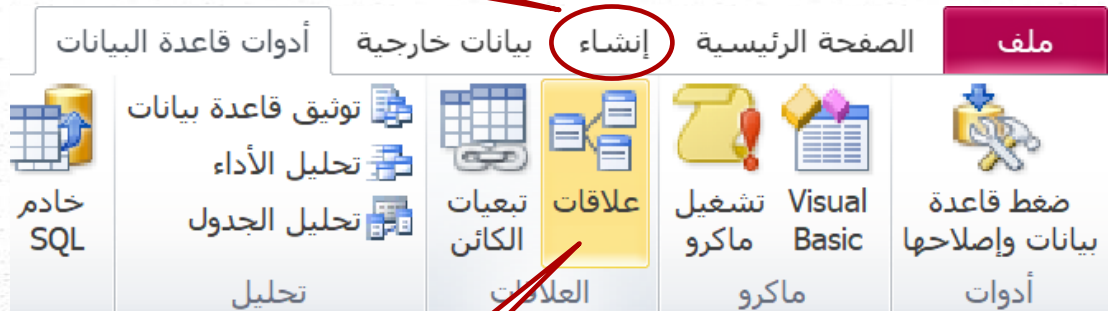 ملف الصفحة الرئيسية إنشاء بيانات خارجية أدوات قاعدة البيانات
ضغط قاعدة
بيانات وإصلاحها
أدوات
Visual
Basic
تشغيل
ماكرو
ماكرو
علاقات
تبعيات
الكائن
العلاقات
توثيق قاعدة بيانات
تحليل الأداء
تحليل الجدول
تحليل
خادم
SQL